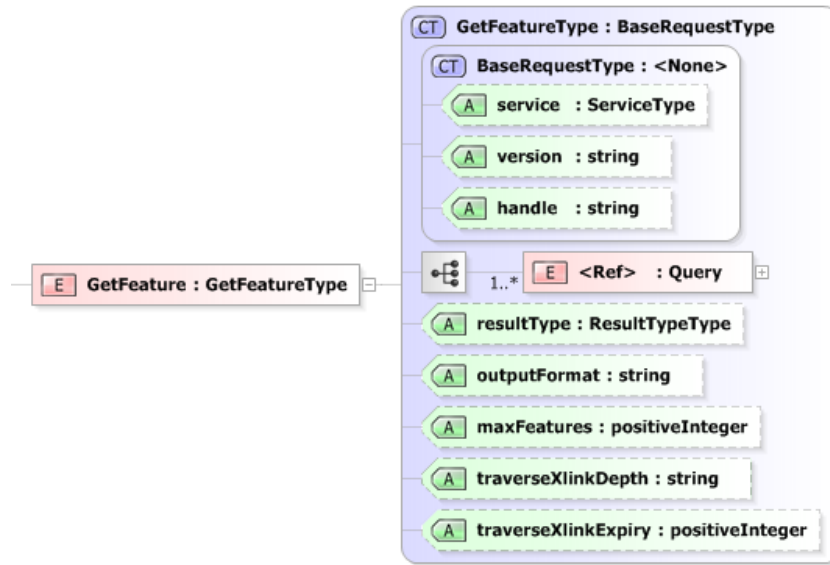 CT GetFeatureType : BaseRequestType
CT BaseRequestType : <None>
A service : ServiceType
A version : string
A handle : string
E GetFeature : GetFeatureType
1..* E <Ref> : Query
A resultType : ResultTypeType
A outputFormat : string
A maxFeatures : positiveInteger
A traverseXlinkDepth : string
A traverseXlinkExpiry : positiveInteger